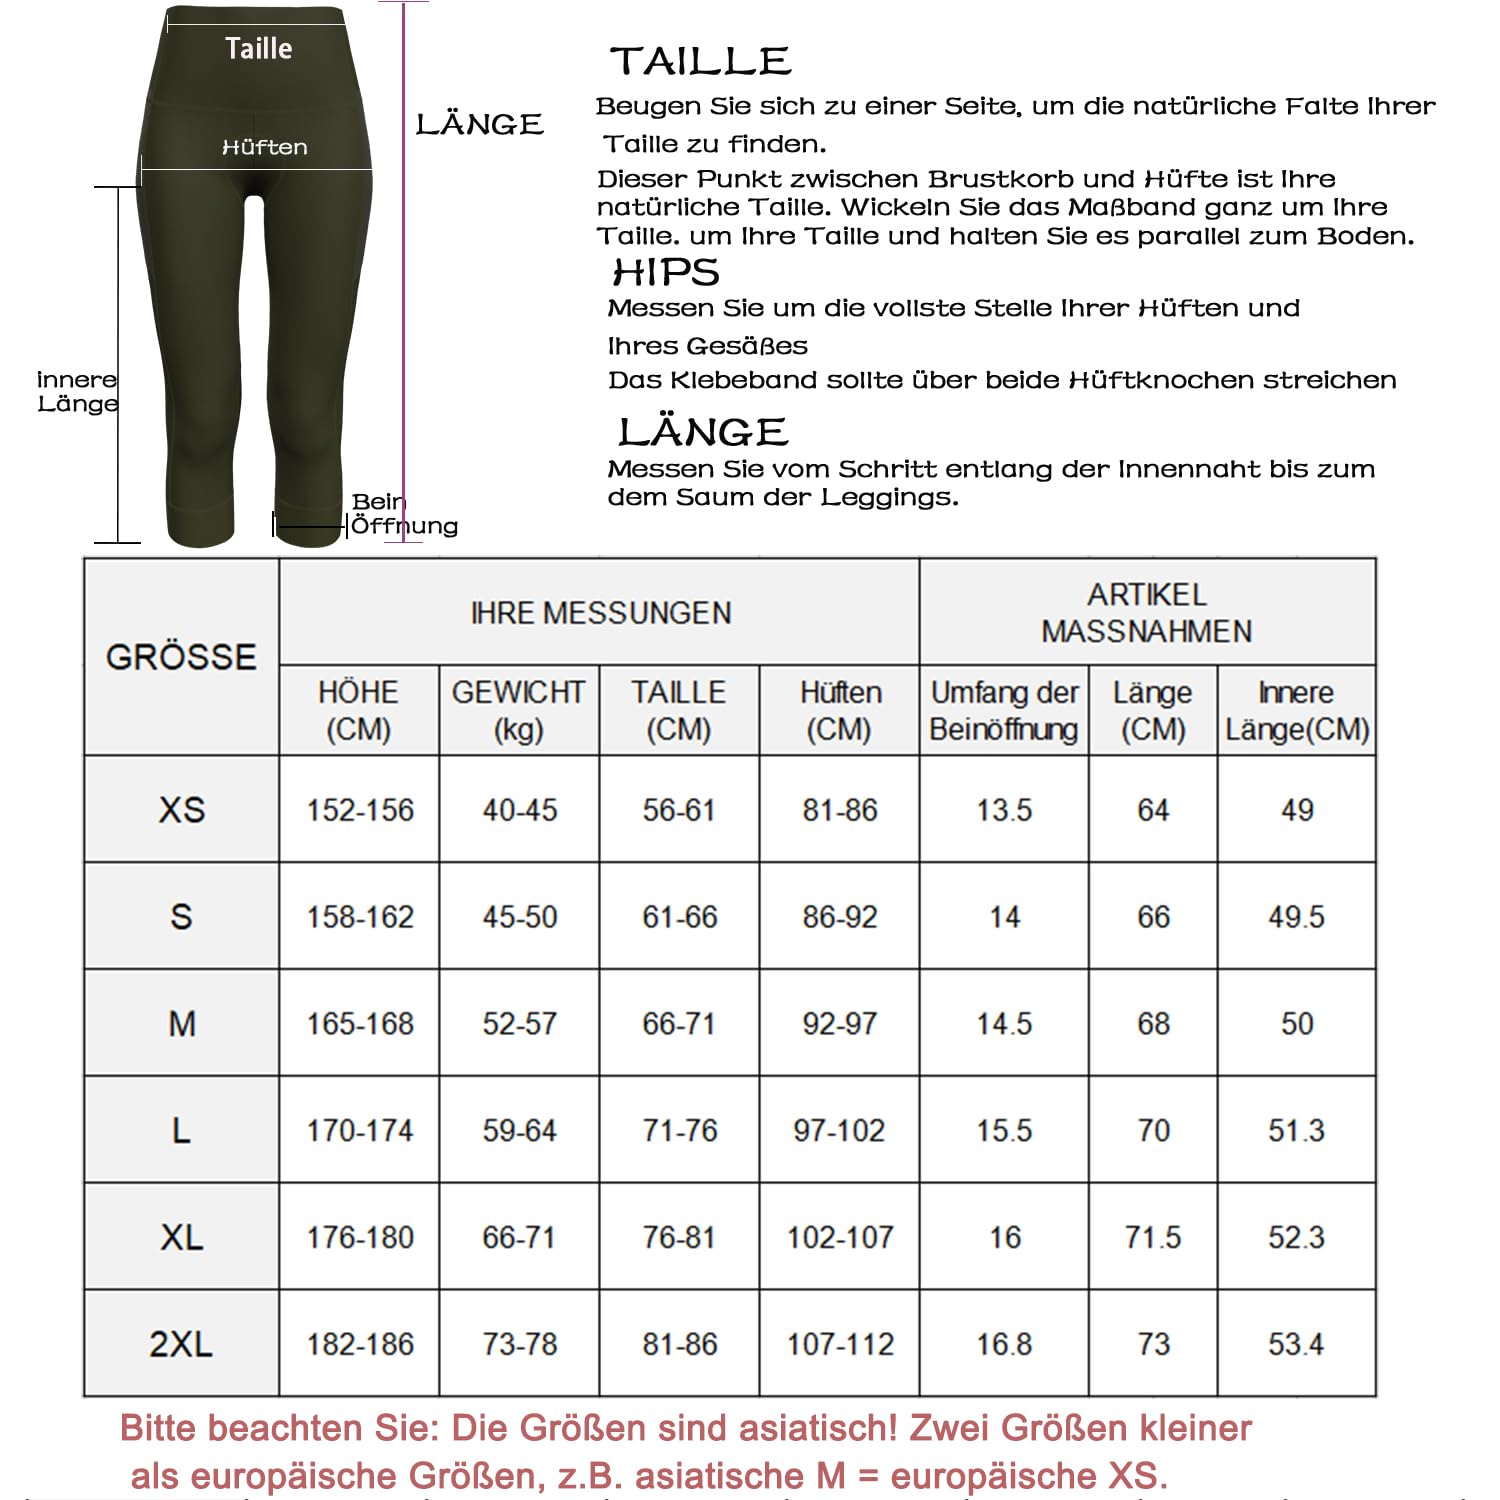 Taille
LÄNGE
Hüften
innere
Länge
Bein
Öffnung
TAILLE
Beugen Sie sich zu einer Seite, um die natürliche Falte Ihrer
Taille zu finden.
Dieser Punkt zwischen Brustkorb und Hüfte ist Ihre
natürliche Taille. Wickeln Sie das Maßband ganz um Ihre
Taille. um Ihre Taille und halten Sie es parallel zum Boden.
HIPS
Messen Sie um die vollste Stelle Ihrer Hüften und
Ihres Gesäßes
Das Klebeband sollte über beide Hüftknochen streichen
LÄNGE
Messen Sie vom Schritt entlang der Innennaht bis zum
dem Saum der Leggings.
GRÖSSE
IHRE MESSUNGEN
ARTIKEL
MASSNAHMEN
HÖHE
(CM)
GEWICHT
(kg)
TAILLE
(CM)
Hüften
(CM)
Umfang der
Beinöffnung
Länge
(CM)
Innere
Länge(CM)
XS 152-156 40-45 56-61 81-86 13.5 64 49
S 158-162 45-50 61-66 86-92 14 66 49.5
M 165-168 52-57 66-71 92-97 14.5 68 50
L 170-174 59-64 71-76 97-102 15.5 70 51.3
XL 176-180 66-71 76-81 102-107 16 71.5 52.3
2XL 182-186 73-78 81-86 107-112 16.8 73 53.4
Bitte beachten Sie: Die Größen sind asiatisch! Zwei Größen kleiner
als europäische Größen, z.B. asiatische M = europäische XS.